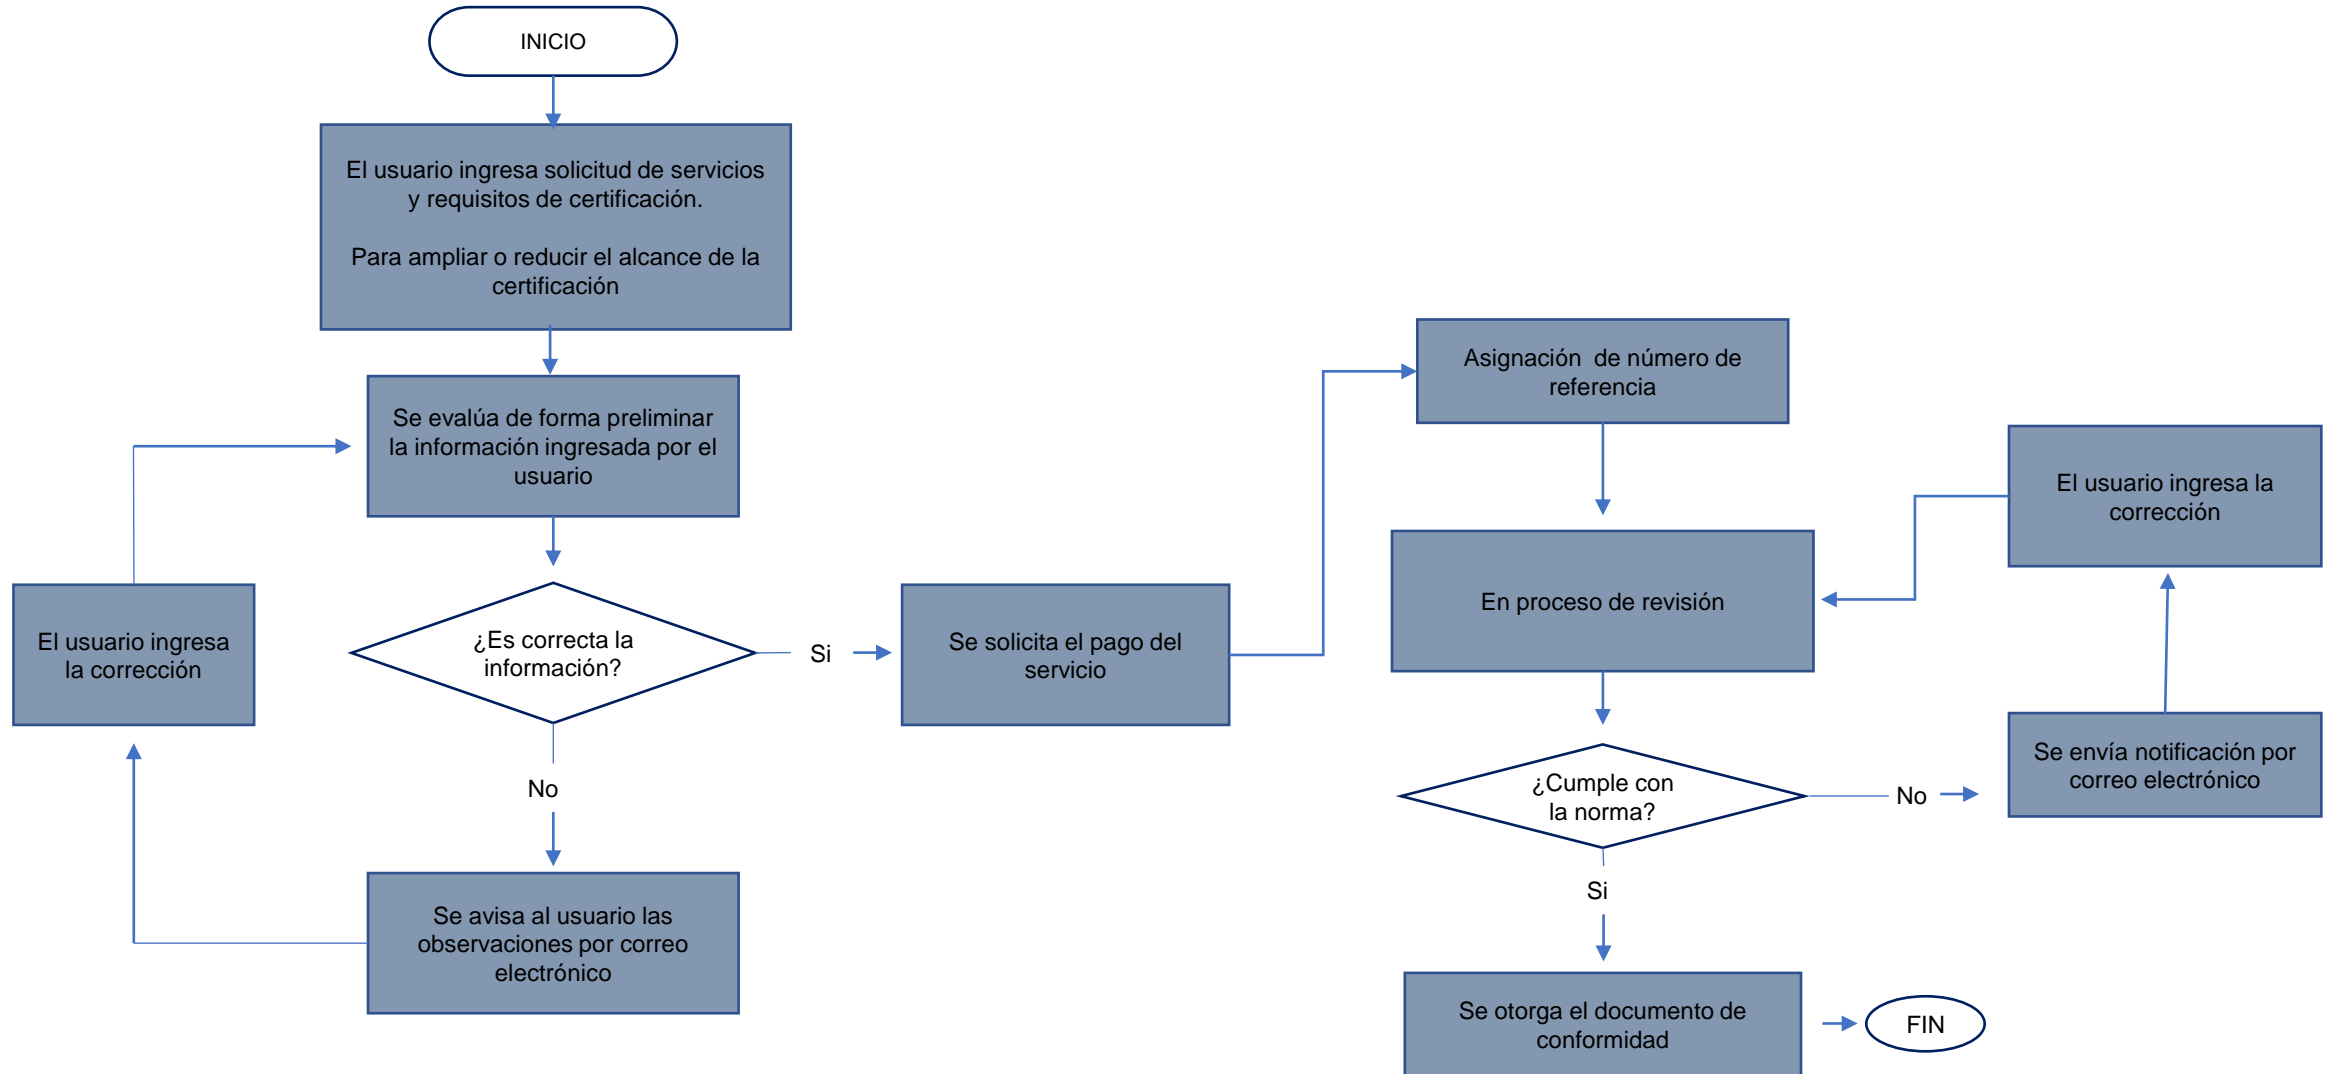 INICIO
El usuario ingresa solicitud de servicios
y requisitos de certificación.
Para ampliar o reducir el alcance de la
certificación
Se evalúa de forma preliminar
la información ingresada por el
usuario
¿Es correcta la
información?
No
Se avisa al usuario las
observaciones por correo
electrónico
El usuario ingresa
la corrección
Si
Se solicita el pago del
servicio
Asignación  de número de
referencia
En proceso de revisión
¿Cumple con
la norma?
No
Se envía notificación por
correo electrónico
El usuario ingresa la
corrección
Si
Se otorga el documento de
conformidad
FIN